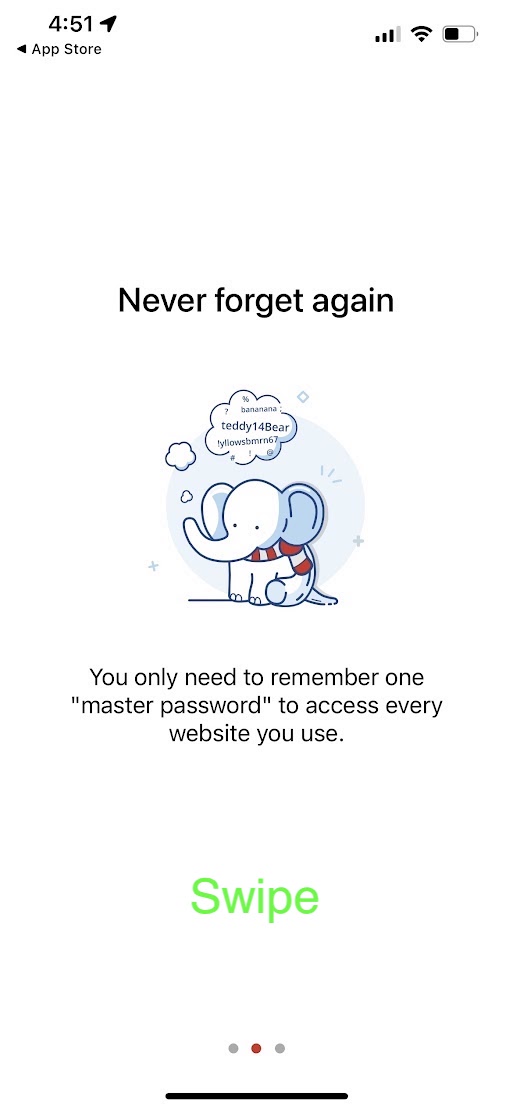 4:51
◀ App Store
Never forget again
%
? bananana ;
teddy14Bear
!yllowsbmrn67
# ! @
You only need to remember one
"master password" to access every
website you use.
Swipe